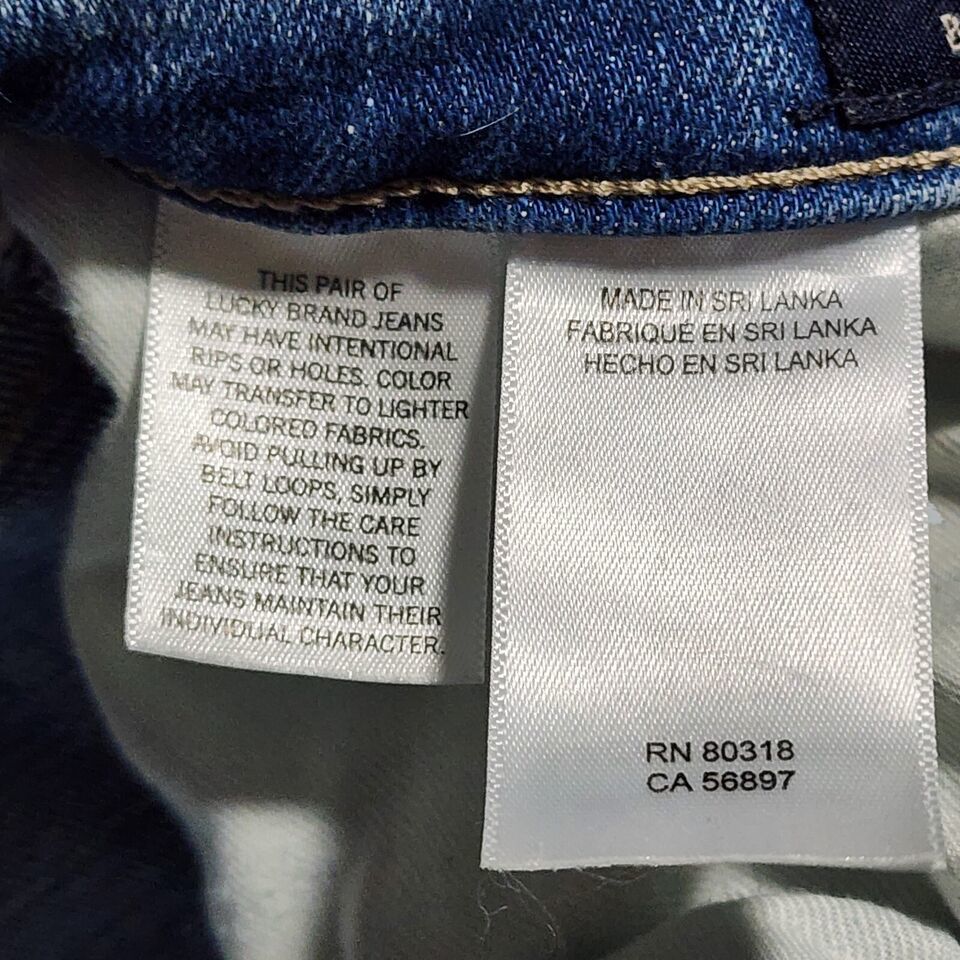 THIS PAIR OF
LUCKY BRAND JEANS
MAY HAVE INTENTIONAL
RIPS OR HOLES. COLOR
MAY TRANSFER TO LIGHTER
COLORED FABRICS.
AVOID PULLING UP BY
BELT LOOPS, SIMPLY
FOLLOW THE CARE
INSTRUCTIONS TO
ENSURE THAT YOUR
JEANS MAINTAIN THEIR
INDIVIDUAL CHARACTER.
MADE IN SRI LANKA
FABRIQUE EN SRI LANKA
HECHO EN SRI LANKA
RN 80318
CA 56897